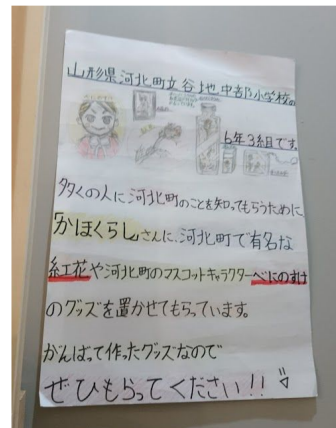 山形県河北町立谷地中部小学校の
6年3組です。
多くの人に河北町のことを知ってもらうために
「かほくらし」さんに、河北町で有名な
紅花や河北町のマスコットキャラクターべにのすけ
のグッズを置かせてもらっています。
がんばって作ったグッズなので
ぜひもらってください!!